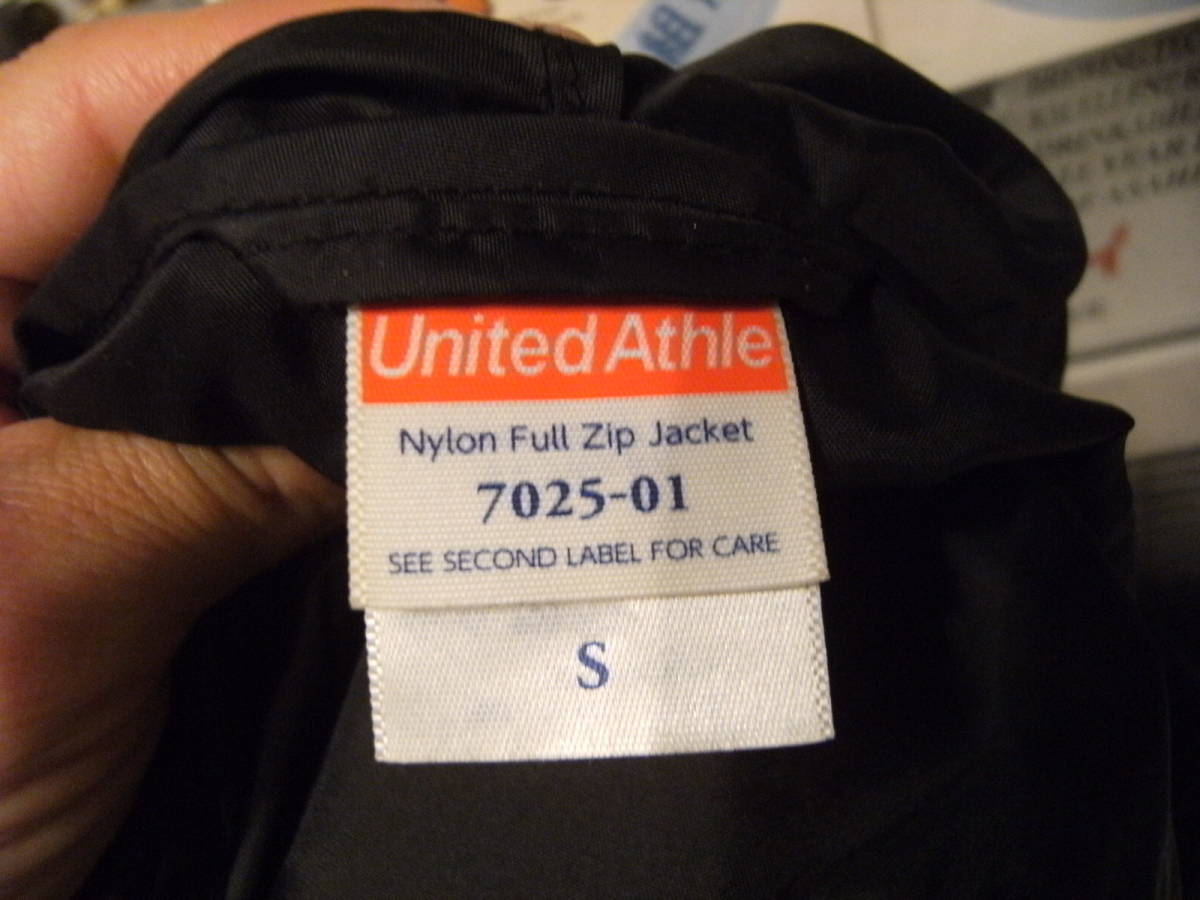 United Athle
Nylon Full Zip Jacket
7025-01
SEE SECOND LABEL FOR CARE
S